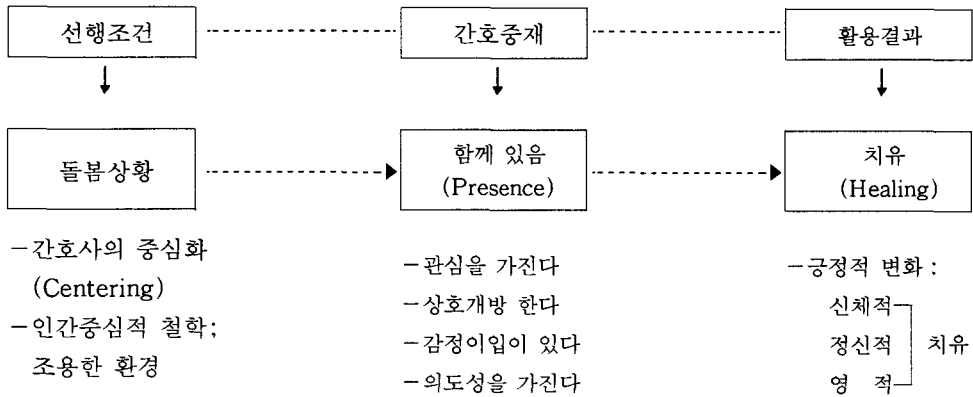 선행조건
간호중재
활용결과
돌봄상황
함께 있음
(Presence)
치유
(Healing)
－간호사의 중심화
(Centering)
－인간중심적 철학;
조용한 환경
－관심을 가진다
－상호개방 한다
－감정이입이 있다
－의도성을 가진다
－긍정적 변화 :
신체적
정신적 치유
영 적